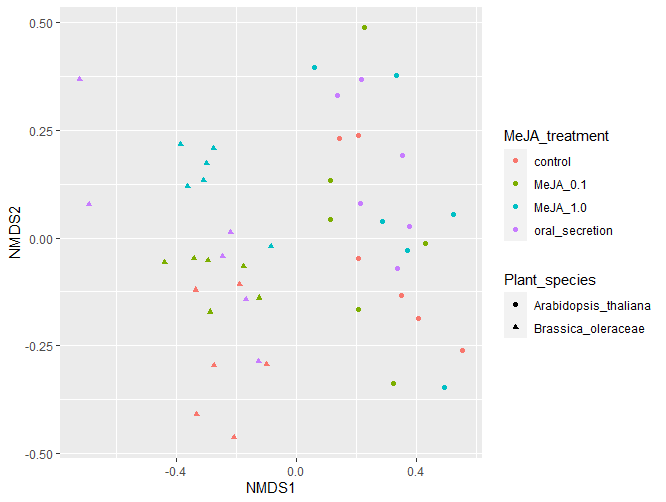 0.50
0.25
0.00
-0.25
-0.50
NMDS2
-0.4
0.0
0.4
NMDS1
MeJA_treatment
control
MeJA_0.1
MeJA_1.0
oral_secretion
Plant_species
Arabidopsis_thaliana
Brassica_oleraceae